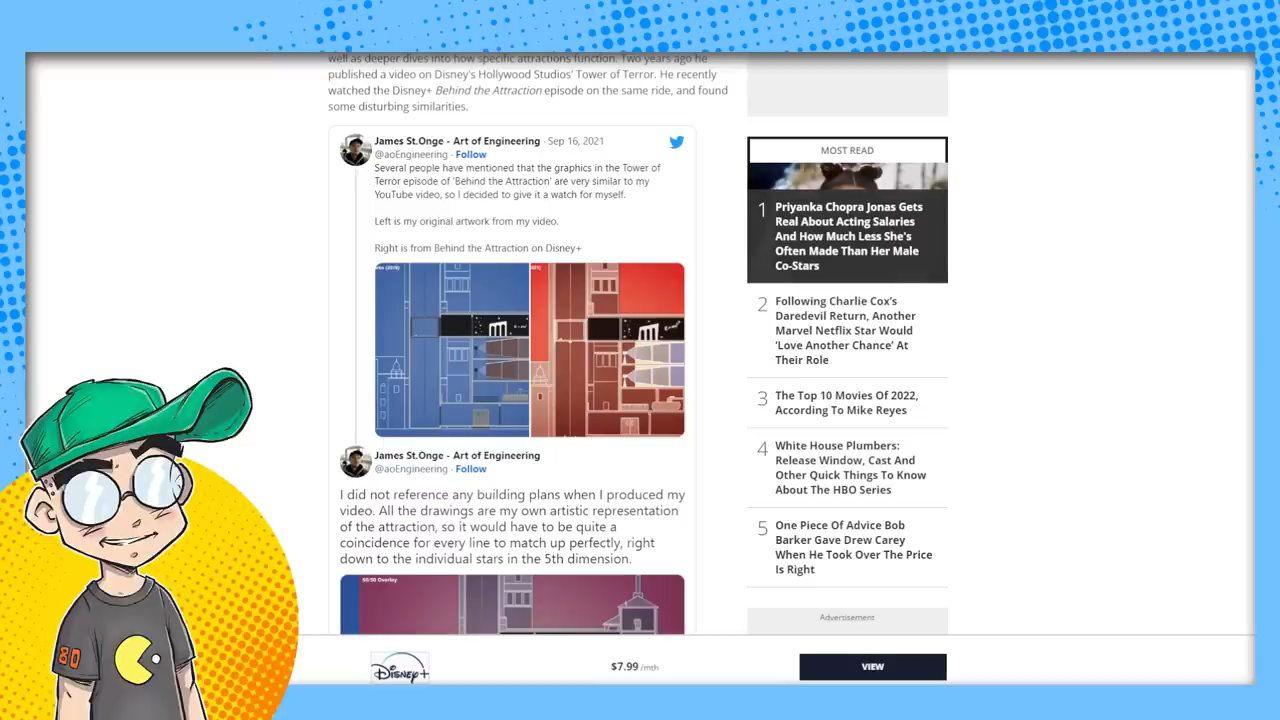 well as deeper dives into how specific attractions function. Two years ago he
published a video on Disney's Hollywood Studios' Tower of Terror. He recently
watched the Disney+ Behind the Attraction episode on the same ride, and found
some disturbing similarities.
James St.Onge - Art of Engineering · Sep 16, 2021
@aoEngineering · Follow
Several people have mentioned that the graphics in the Tower of
Terror episode of 'Behind the Attraction' are very similar to my
YouTube video, so I decided to give it a watch for myself.
Left is my original artwork from my video.
Right is from Behind the Attraction on Disney+
James St.Onge - Art of Engineering
@aoEngineering · Follow
I did not reference any building plans when I produced my
video. All the drawings are my own artistic representation
of the attraction, so it would have to be quite a
coincidence for every line to match up perfectly, right
down to the individual stars in the 5th dimension.
50/50 Overlay
MOST READ
1 Priyanka Chopra Jonas Gets
Real About Acting Salaries
And How Much Less She's
Often Made Than Her Male
Co-Stars
2 Following Charlie Cox's
Daredevil Return, Another
Marvel Netflix Star Would
'Love Another Chance' At
Their Role
3 The Top 10 Movies Of 2022,
According To Mike Reyes
4 White House Plumbers:
Release Window, Cast And
Other Quick Things To Know
About The HBO Series
5 One Piece Of Advice Bob
Barker Gave Drew Carey
When He Took Over The Price
Is Right
Advertisement
Disney+
$7.99 /mth
VIEW
80